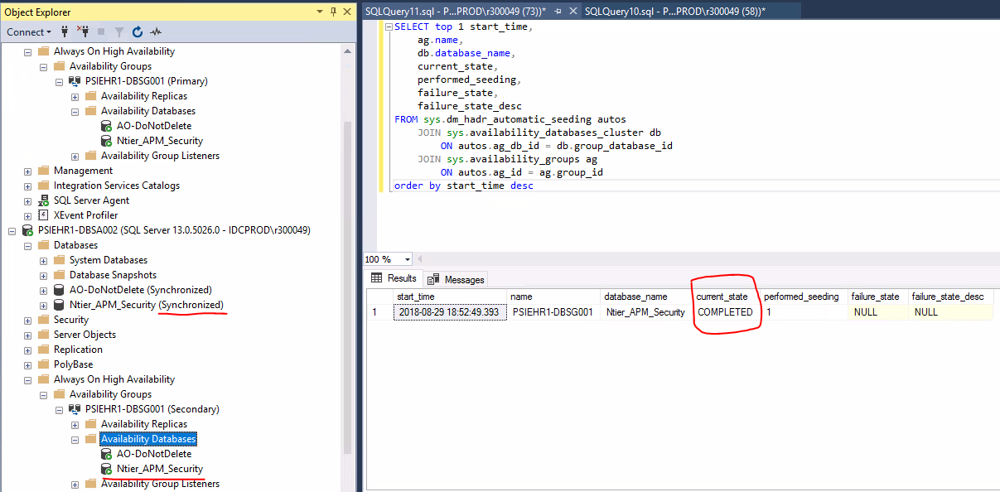 Object Explorer
Connect
Always On High Availability
Availability Groups
PSIEHR1-DBSG001 (Primary)
Availability Replicas
Availability Databases
AO-DoNotDelete
Ntier_APM_Security
Availability Group Listeners
Management
Integration Services Catalogs
SQL Server Agent
XEvent Profiler
PSIEHR1-DBSA002 (SQL Server 13.0.5026.0 - IDCPROD\r300049)
Databases
System Databases
Database Snapshots
AO-DoNotDelete (Synchronized)
Ntier_APM_Security (Synchronized)
Security
Server Objects
Replication
PolyBase
Always On High Availability
Availability Groups
PSIEHR1-DBSG001 (Secondary)
Availability Replicas
Availability Databases
AO-DoNotDelete
Ntier_APM_Security
Availability Group Listeners
SQLQuery11.sql - P...PROD\r300049 (73))* SQLQuery10.sql - P...PROD\r300049 (58))*
SELECT top 1 start_time,
ag.name,
db.database_name,
current_state,
performed_seeding,
failure_state,
failure_state_desc
FROM sys.dm_hadr_automatic_seeding autos
JOIN sys.availability_databases_cluster db
ON autos.ag_db_id = db.group_database_id
JOIN sys.availability_groups ag
ON autos.ag_id = ag.group_id
order by start_time desc
100 %
Results Messages
start_time name database_name current_state performed_seeding failure_state failure_state_desc
1 2018-08-29 18:52:49.393 PSIEHR1-DBSG001 Ntier_APM_Security COMPLETED 1 NULL NULL